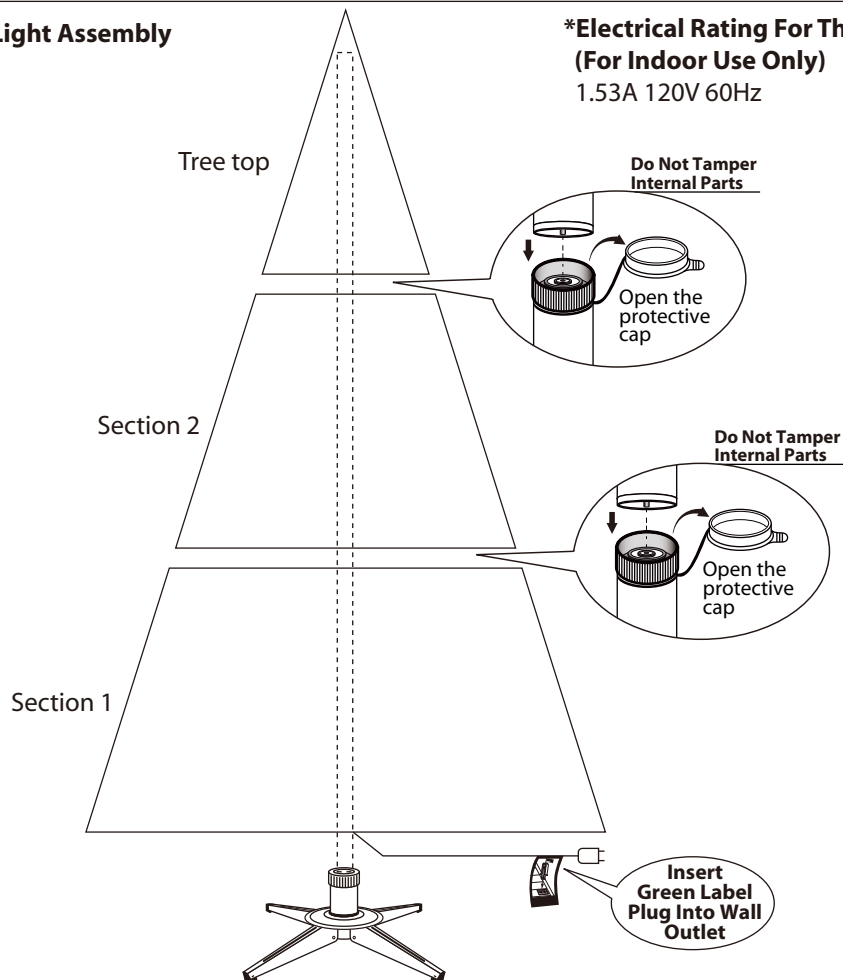 Light Assembly
*Electrical Rating For Th
(For Indoor Use Only)
1.53A 120V 60Hz
Tree top
Do Not Tamper
Internal Parts
Open the
protective
cap
Section 2
Do Not Tamper
Internal Parts
Open the
protective
cap
Section 1
Insert
Green Label
Plug Into Wall
Outlet